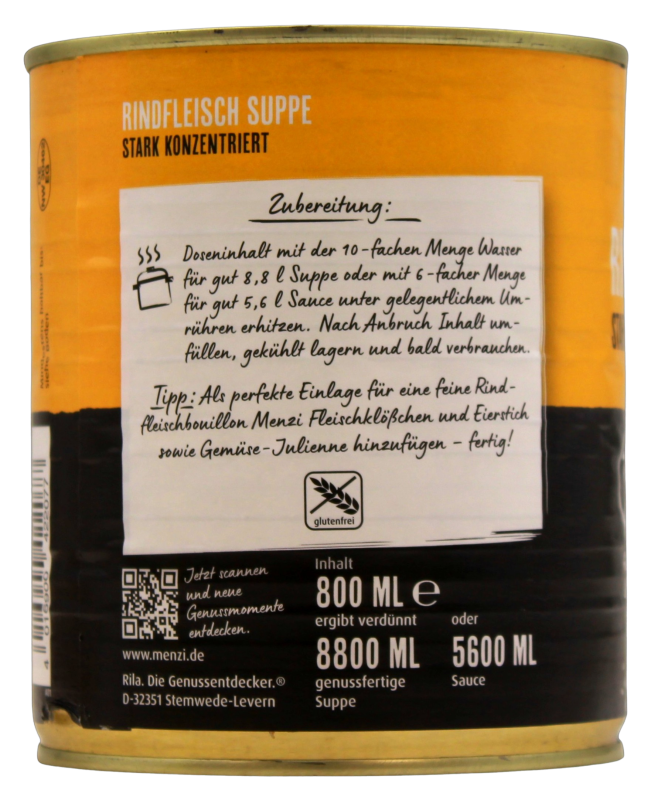 RINDFLEISCH SUPPE
STARK KONZENTRIERT
Zubereitung:
Doseninhalt mit der 10-fachen Menge Wasser
für gut 8,8 l Suppe oder mit 6-facher Menge
für gut 5,6 l Sauce unter gelegentlichem Um-
rühren erhitzen. Nach Anbruch Inhalt um-
füllen, gekühlt lagern und bald verbrauchen.
Tipp: Als perfekte Einlage für eine feine Rind-
fleischbouillon Menzi Fleischklößchen und Eierstich
sowie Gemüse-Julienne hinzufügen – fertig!
glutenfrei
Jetzt scannen
und neue
Genussmomente
entdecken.
www.menzi.de
Rila. Die Genussentdecker.®
D-32351 Stemwede-Levern
Inhalt
800 ML ℮
ergibt verdünnt oder
8800 ML 5600 ML
genussfertige Sauce
Suppe